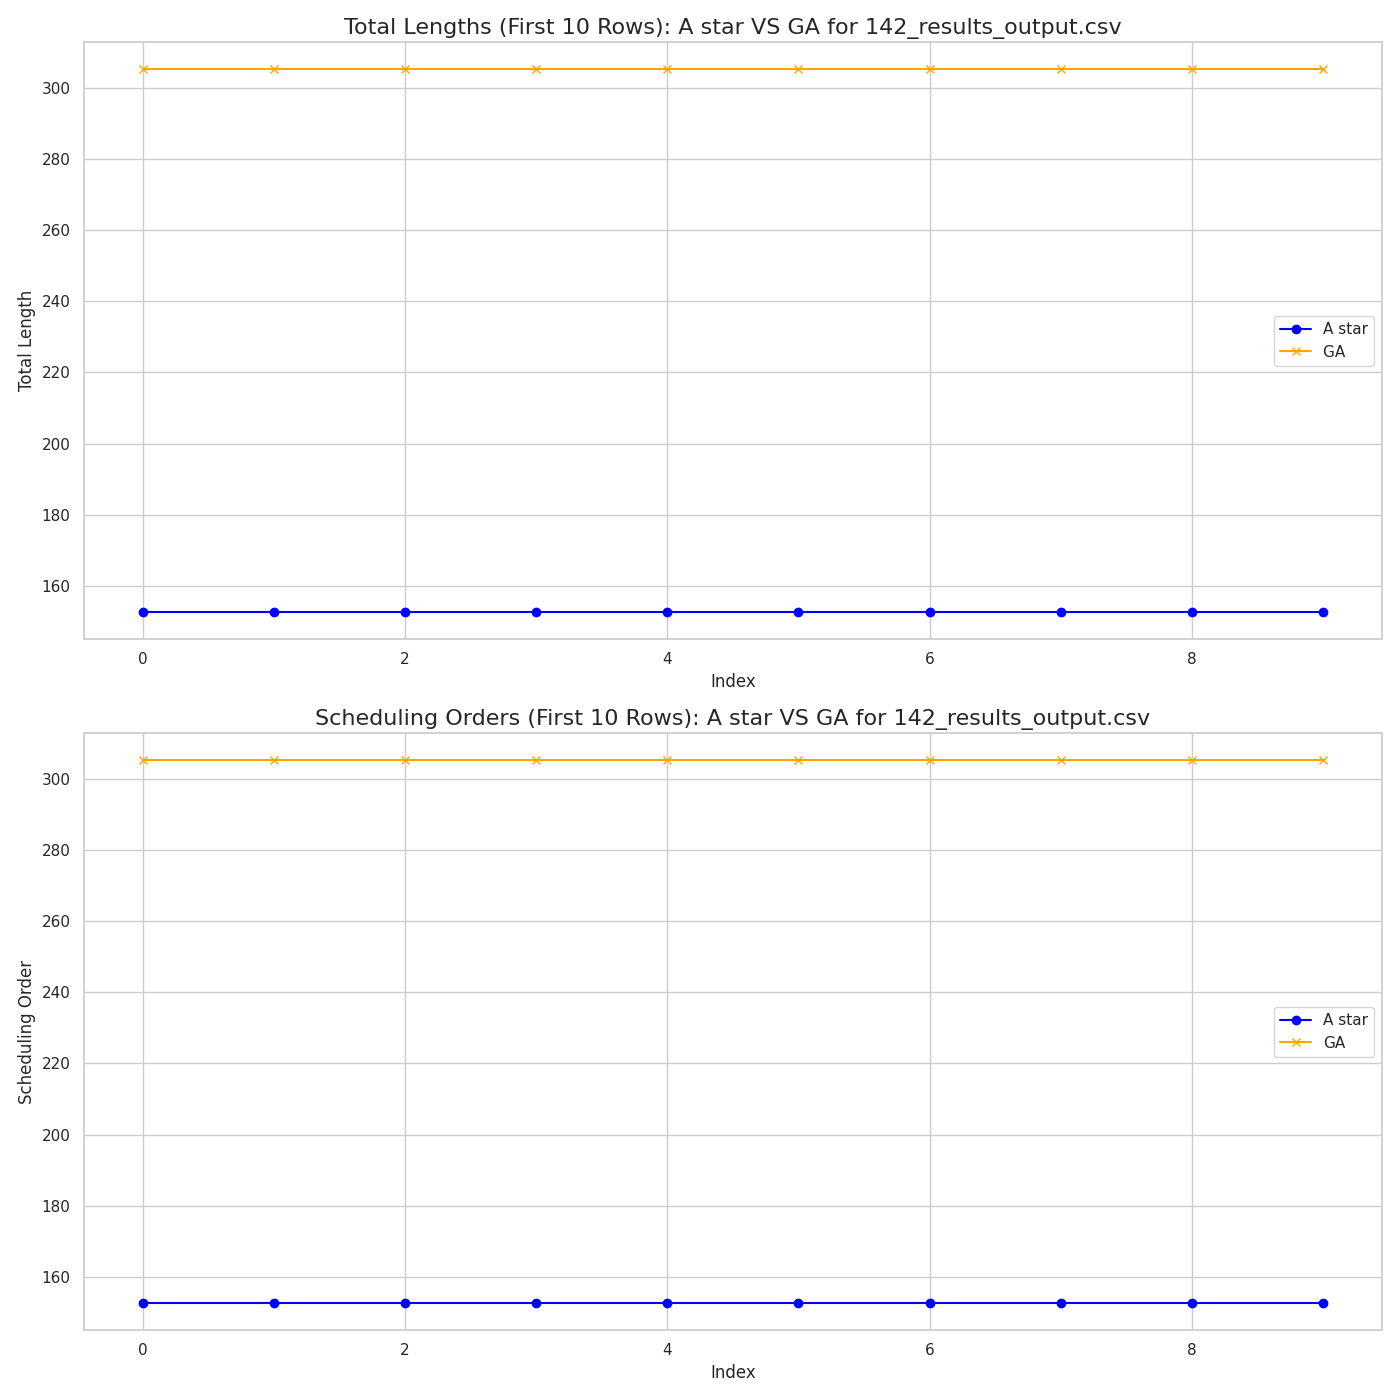 Total Lengths (First 10 Rows): A star VS GA for 142_results_output.csv
300
280
260
240
220
200
180
160
Total Length
A star
GA
0 2 4 6 8
Index
Scheduling Orders (First 10 Rows): A star VS GA for 142_results_output.csv
300
280
260
240
220
200
180
160
Scheduling Order
A star
GA
0 2 4 6 8
Index